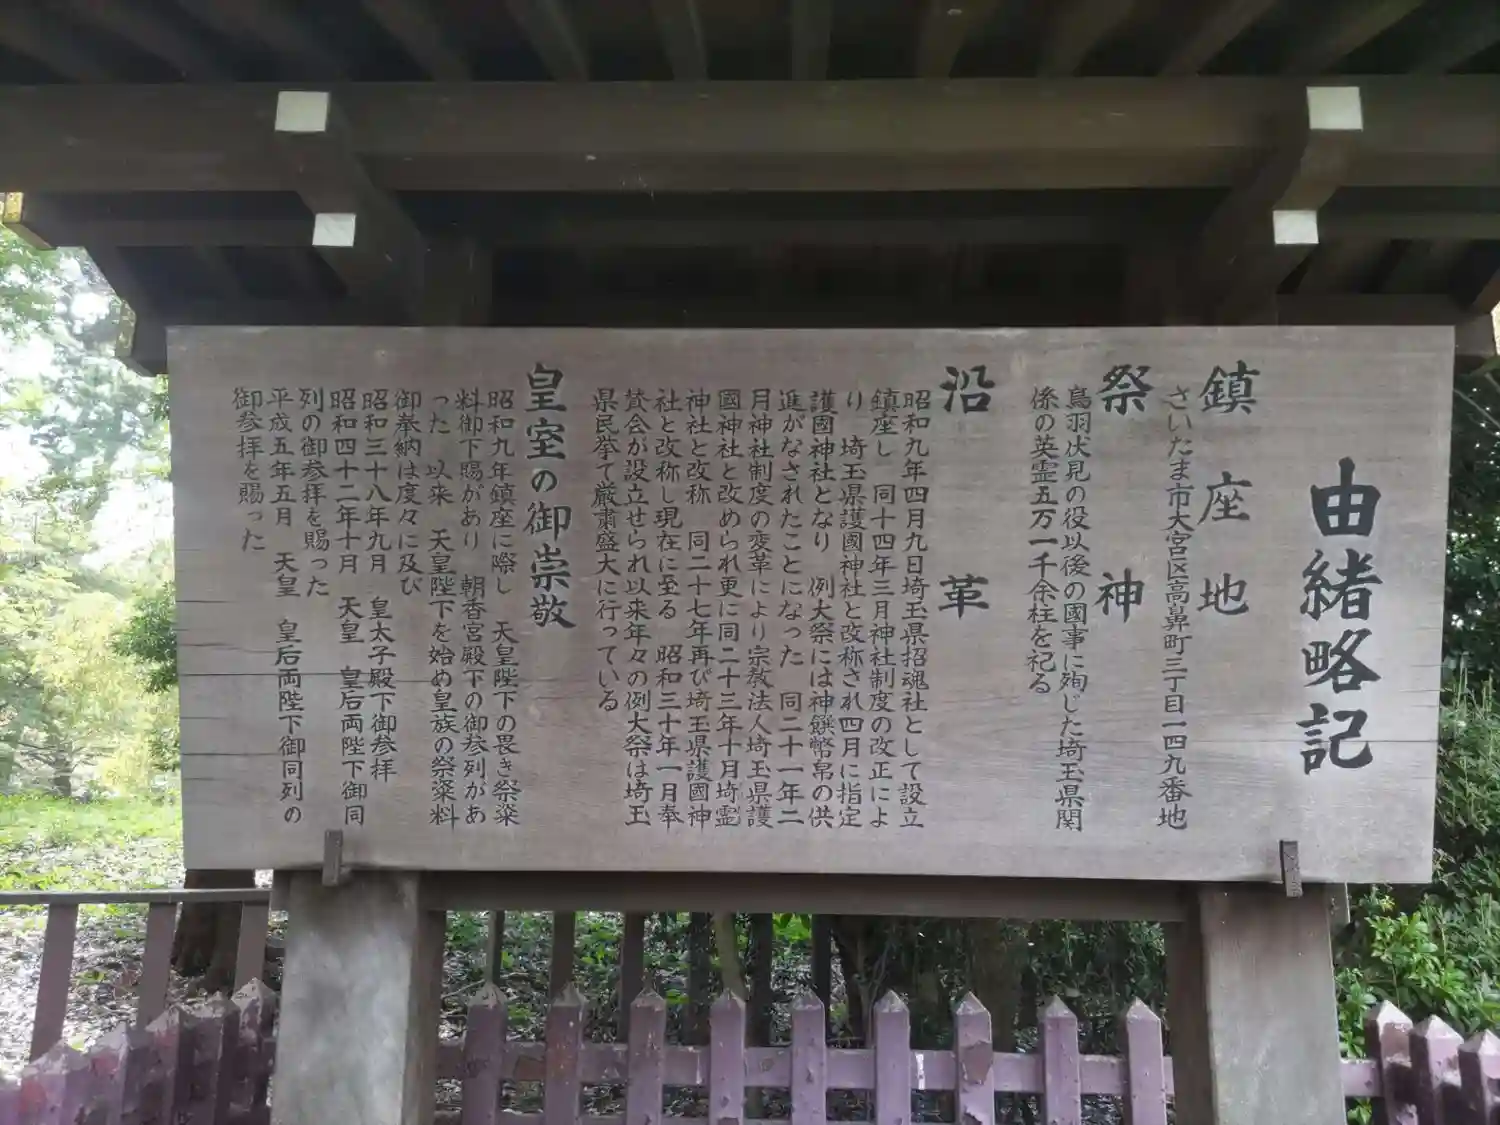 由緒略記
鎮座地
さいたま市大宮区高鼻町三丁目一四九番地
祭神
鳥羽伏見の役以後の國事に殉じた埼玉県関
係の英霊五万一千余柱を祀る
沿革
昭和九年四月九日埼玉県招魂社として設立
鎮座し 同十四年三月神社制度の改正によ
り 埼玉県護國神社と改称され四月に指定
護國神社となり 例大祭には神饌幣帛の供
進がなされたことになった 同二十一年二
月神社制度の変革により宗教法人埼玉県護
國神社と改められ更に同二十三年十月埼霊
神社と改称 同二十七年再び埼玉県護國神
社と改称し現在に至る 昭和三十年一月奉
賛会が設立せられ以来年々の例大祭は埼玉
県民挙て厳粛盛大に行っている
皇室の御崇敬
昭和九年鎮座に際し 天皇陛下の畏き祭粢
料御下賜があり 朝香宮殿下の御参列があ
った 以来 天皇陛下を始め皇族の祭粢料
御奉納は度々に及び
昭和三十八年九月 皇太子殿下御参拝
昭和四十二年十月 天皇 皇后両陛下御同
列の御参拝を賜った
平成五年五月 天皇 皇后両陛下御同列の
御参拝を賜った